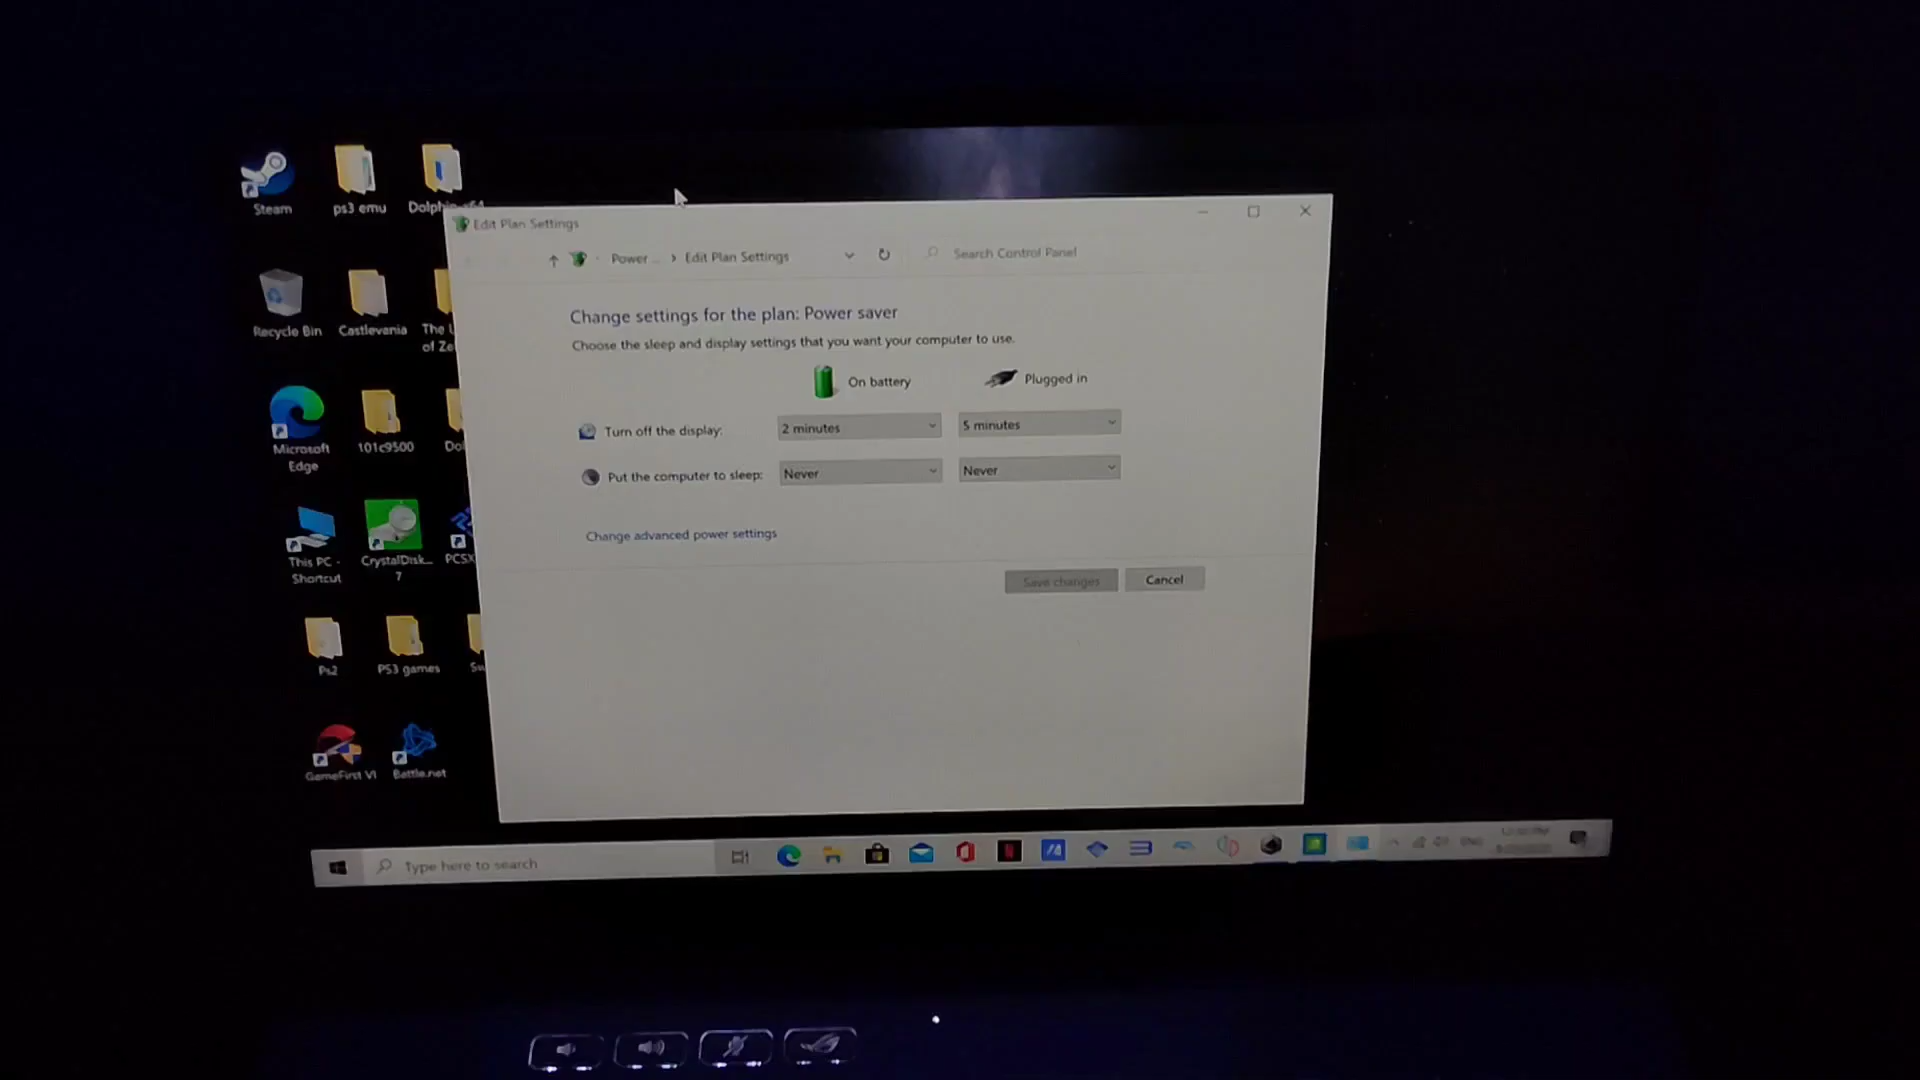 Steam
ps3 emu
Edit Plan Settings
Power ... > Edit Plan Settings
Search Control Panel
Recycle Bin
Castlevania
Change settings for the plan: Power saver
Choose the sleep and display settings that you want your computer to use.
On battery
Plugged in
Microsoft
Edge
101c9500
Turn off the display:
2 minutes
5 minutes
Put the computer to sleep:
Never
Never
Change advanced power settings
This PC -
Shortcut
CrystalDisk...
7
PCSX
Save changes
Cancel
Ps2
PS3 games
GameFirst VI
Battle.net
Type here to search
ENG